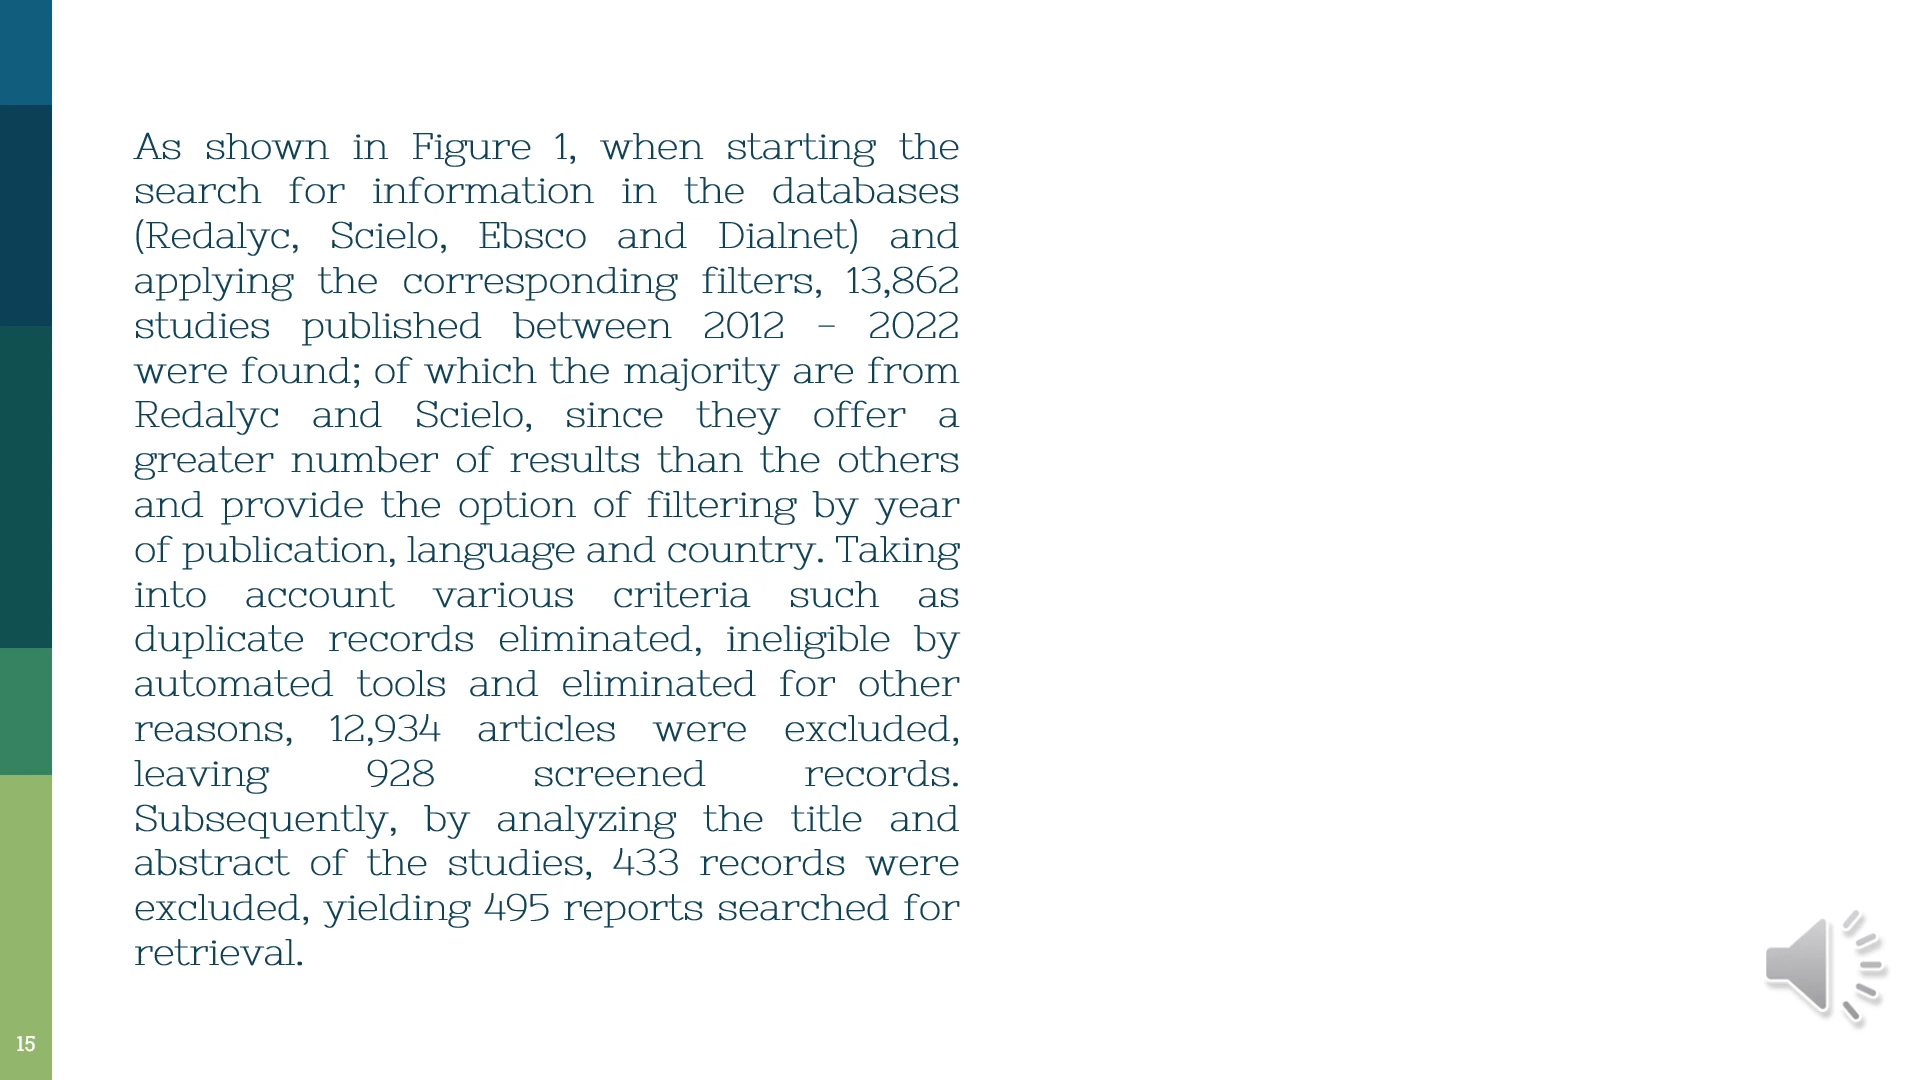 As shown in Figure 1, when starting the
search for information in the databases
(Redalyc, Scielo, Ebsco and Dialnet) and
applying the corresponding filters, 13,862
studies published between 2012 – 2022
were found; of which the majority are from
Redalyc and Scielo, since they offer a
greater number of results than the others
and provide the option of filtering by year
of publication, language and country. Taking
into account various criteria such as
duplicate records eliminated, ineligible by
automated tools and eliminated for other
reasons, 12,934 articles were excluded,
leaving 928 screened records.
Subsequently, by analyzing the title and
abstract of the studies, 433 records were
excluded, yielding 495 reports searched for
retrieval.
15